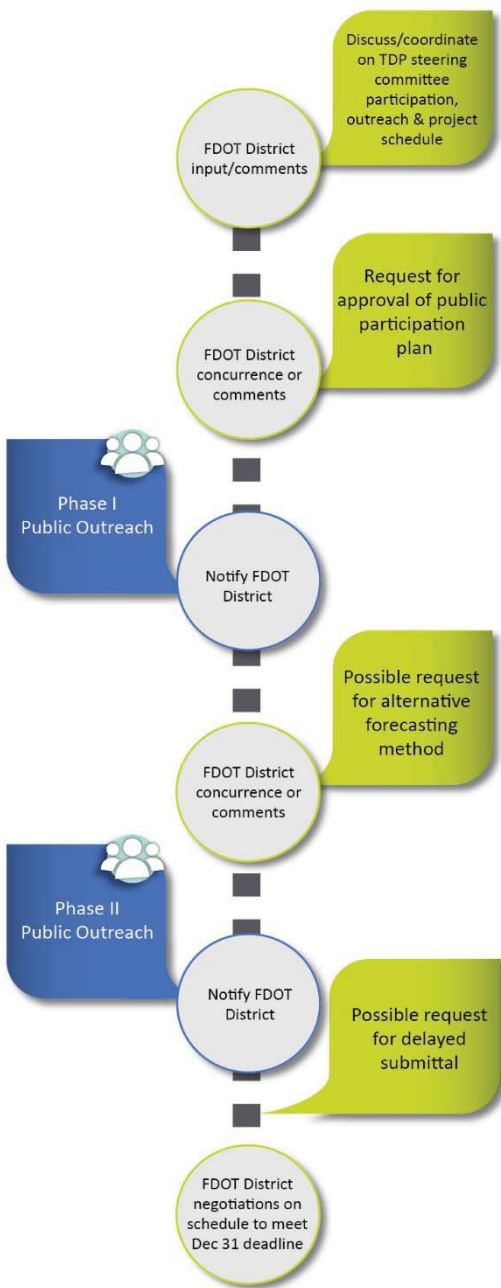 Discuss/coordinate
on TDP steering
committee
participation,
outreach & project
schedule
FDOT District
input/comments
Request for
approval of public
participation
plan
FDOT District
concurrence or
comments
Phase I
Public Outreach
Notify FDOT
District
Possible request
for alternative
forecasting
method
FDOT District
concurrence or
comments
Phase II
Public Outreach
Notify FDOT
District
Possible request
for delayed
submittal
FDOT District
negotiations on
schedule to meet
Dec 31 deadline